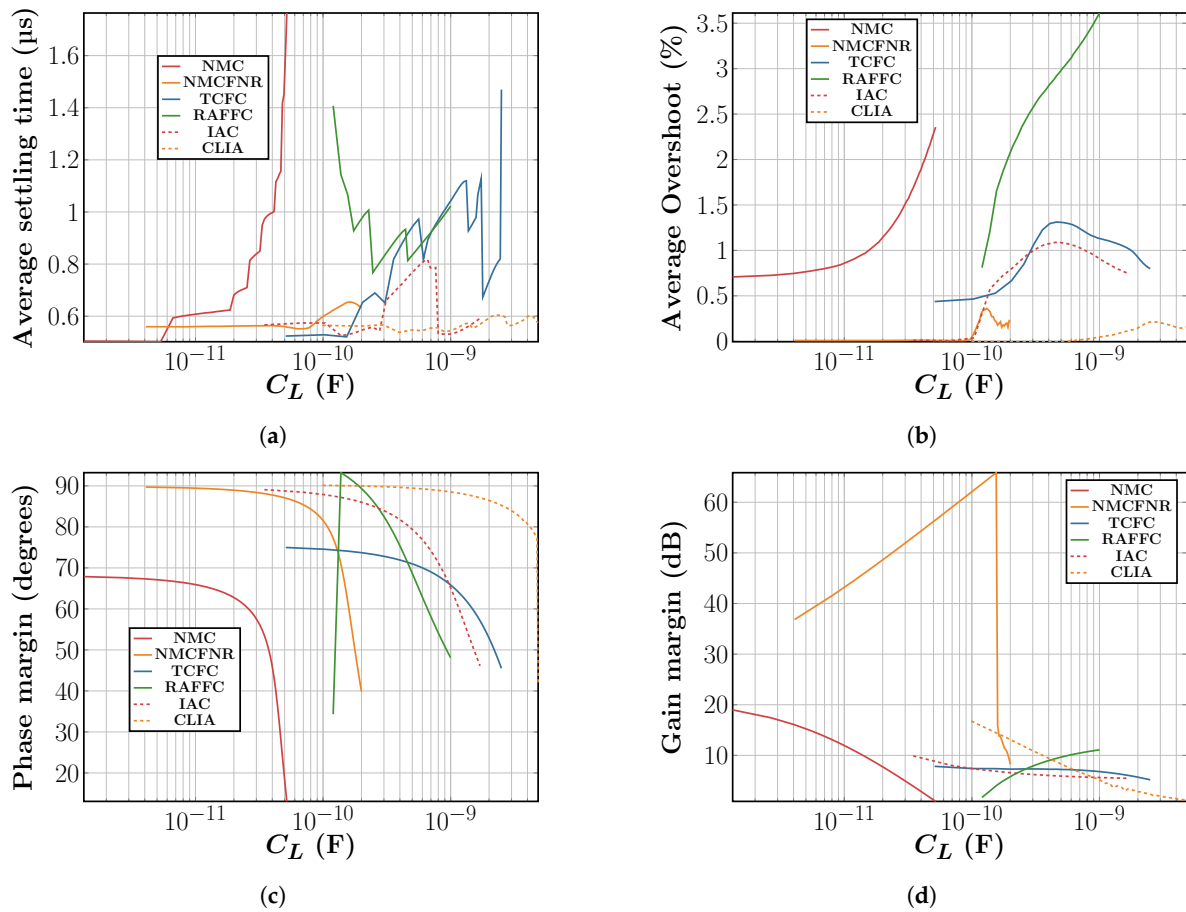 Average settling time (µs)
1.6
1.4
1.2
1
0.8
0.6
NMC
NMCFNR
TCFC
RAFFC
IAC
CLIA
10⁻¹¹
10⁻¹⁰
10⁻⁹
C_L (F)
(a)
Average Overshoot (%)
3.5
3
2.5
2
1.5
1
0.5
0
NMC
NMCFNR
TCFC
RAFFC
IAC
CLIA
10⁻¹¹
10⁻¹⁰
10⁻⁹
C_L (F)
(b)
Phase margin (degrees)
90
80
70
60
50
40
30
20
NMC
NMCFNR
TCFC
RAFFC
IAC
CLIA
10⁻¹¹
10⁻¹⁰
10⁻⁹
C_L (F)
(c)
Gain margin (dB)
60
50
40
30
20
10
NMC
NMCFNR
TCFC
RAFFC
IAC
CLIA
10⁻¹¹
10⁻¹⁰
10⁻⁹
C_L (F)
(d)